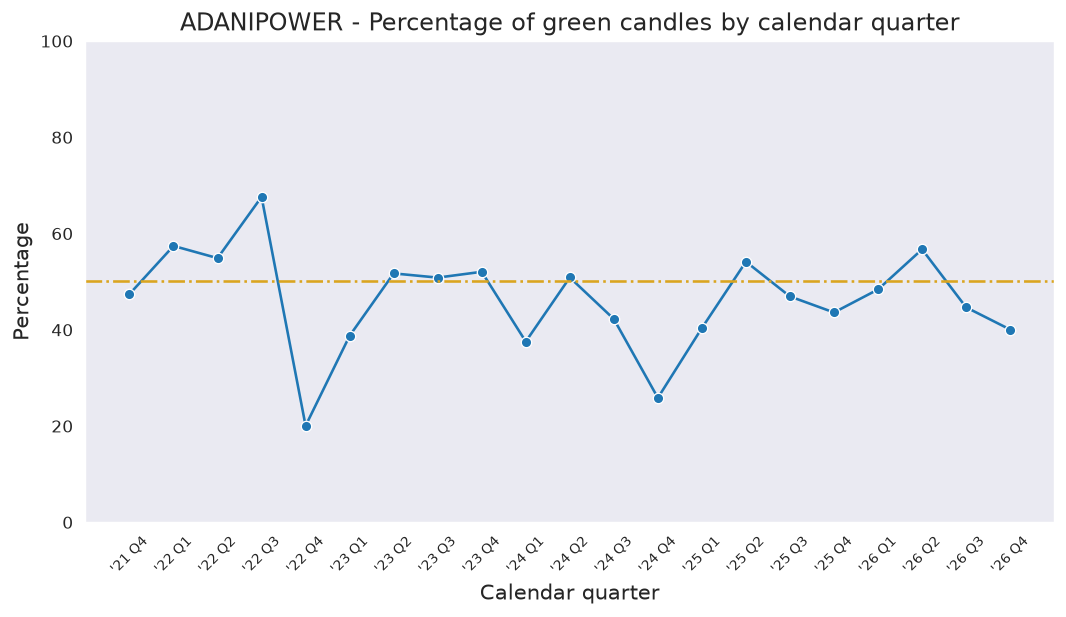 ADANIPOWER - Percentage of green candles by calendar quarter
100
80
60
40
20
0
Percentage
'21 Q4
'22 Q1
'22 Q2
'22 Q3
'22 Q4
'23 Q1
'23 Q2
'23 Q3
'23 Q4
'24 Q1
'24 Q2
'24 Q3
'24 Q4
'25 Q1
'25 Q2
'25 Q3
'25 Q4
'26 Q1
'26 Q2
'26 Q3
'26 Q4
Calendar quarter